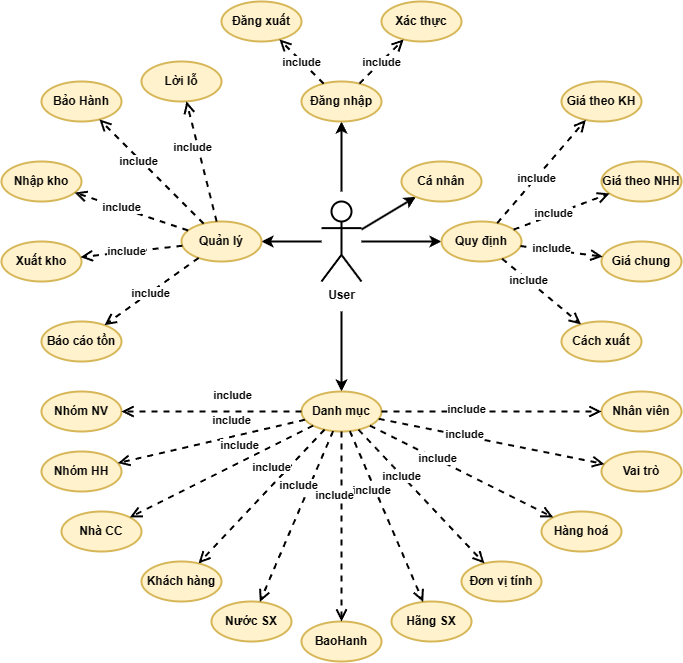 Đăng xuất
Xác thực
include
include
Đăng nhập
Lời lỗ
Bảo Hành
include
include
Nhập kho
include
Quản lý
Xuất kho
include
include
Báo cáo tồn
Cá nhân
User
Giá theo KH
include
Giá theo NHH
include
Quy định
include
Giá chung
include
Cách xuất
Nhóm NV
include
Danh mục
include
Nhân viên
include
include
Nhóm HH
include
include
Vai trò
include
include
Nhà CC
include
include
include
Hàng hoá
Khách hàng
Đơn vị tính
Nước SX
Hãng SX
BaoHanh